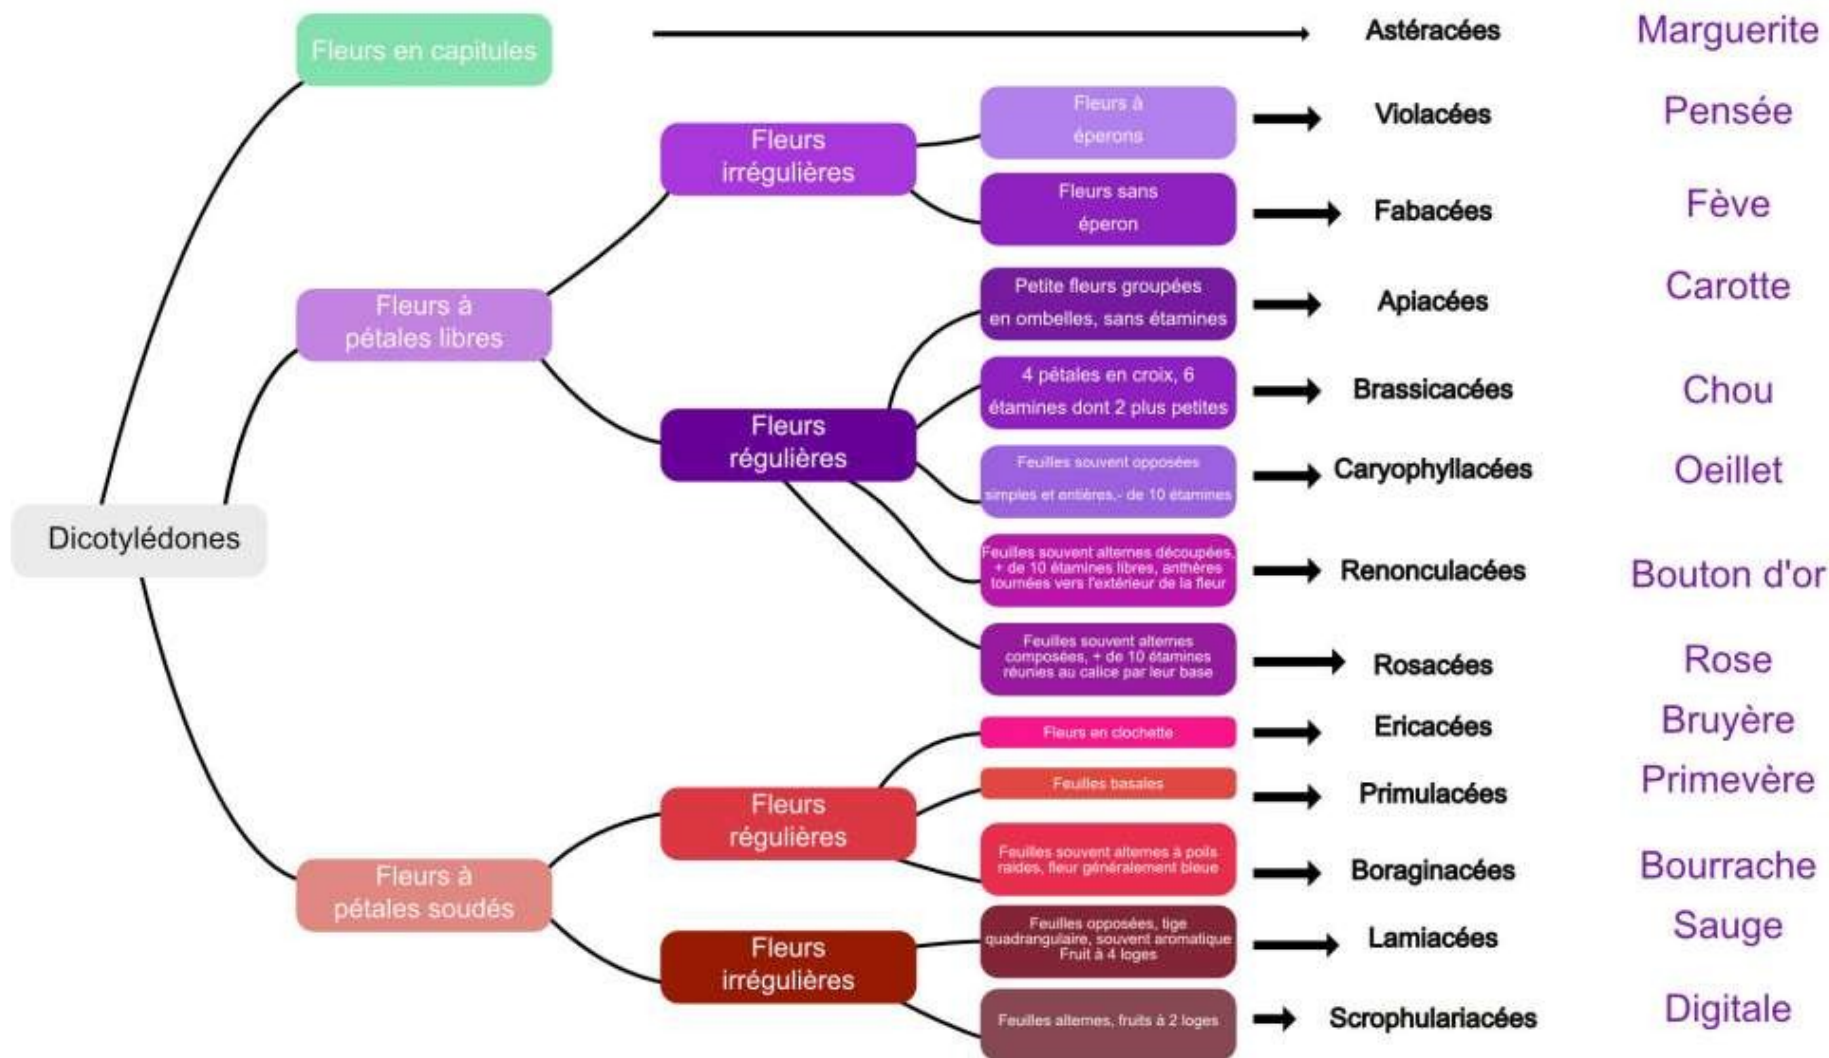 Dicotylédones
Fleurs en capitules
Astéracées
Marguerite
Fleurs à
pétales libres
Fleurs
irrégulières
Fleurs à
éperons
Violacées
Pensée
Fleurs sans
éperon
Fabacées
Fève
Fleurs
régulières
Petite fleurs groupées
en ombelles, sans étamines
Apiacées
Carotte
4 pétales en croix, 6
étamines dont 2 plus petites
Brassicacées
Chou
Feuilles souvent opposées
simples et entières,- de 10 étamines
Caryophyllacées
Oeillet
Feuilles souvent alternes découpées,
+ de 10 étamines libres, anthères
tournées vers l'extérieur de la fleur
Renonculacées
Bouton d'or
Feuilles souvent alternes
composées, + de 10 étamines
réunies au calice par leur base
Rosacées
Rose
Fleurs à
pétales soudés
Fleurs
régulières
Fleurs en clochette
Ericacées
Bruyère
Feuilles basales
Primulacées
Primevère
Feuilles souvent alternes à poils
raides, fleur généralement bleue
Boraginacées
Bourrache
Fleurs
irrégulières
Feuilles opposées, tige
quadrangulaire, souvent aromatique
Fruit à 4 loges
Lamiacées
Sauge
Feuilles alternes, fruits à 2 loges
Scrophulariacées
Digitale